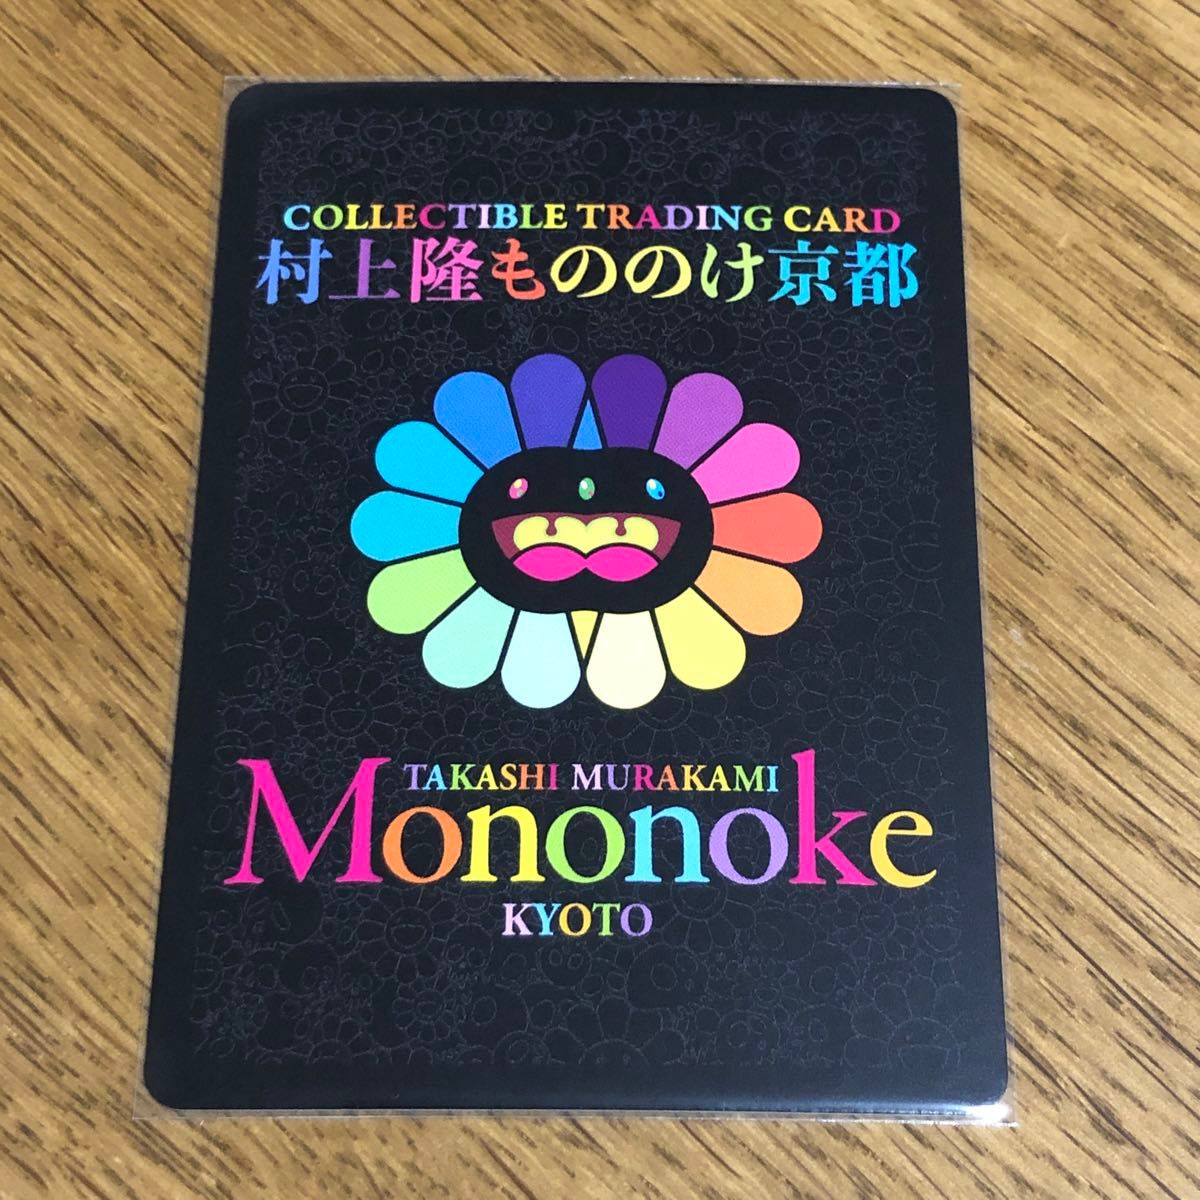 COLLECTIBLE TRADING CARD
村上隆もののけ京都
TAKASHI MURAKAMI
Mononoke
KYOTO